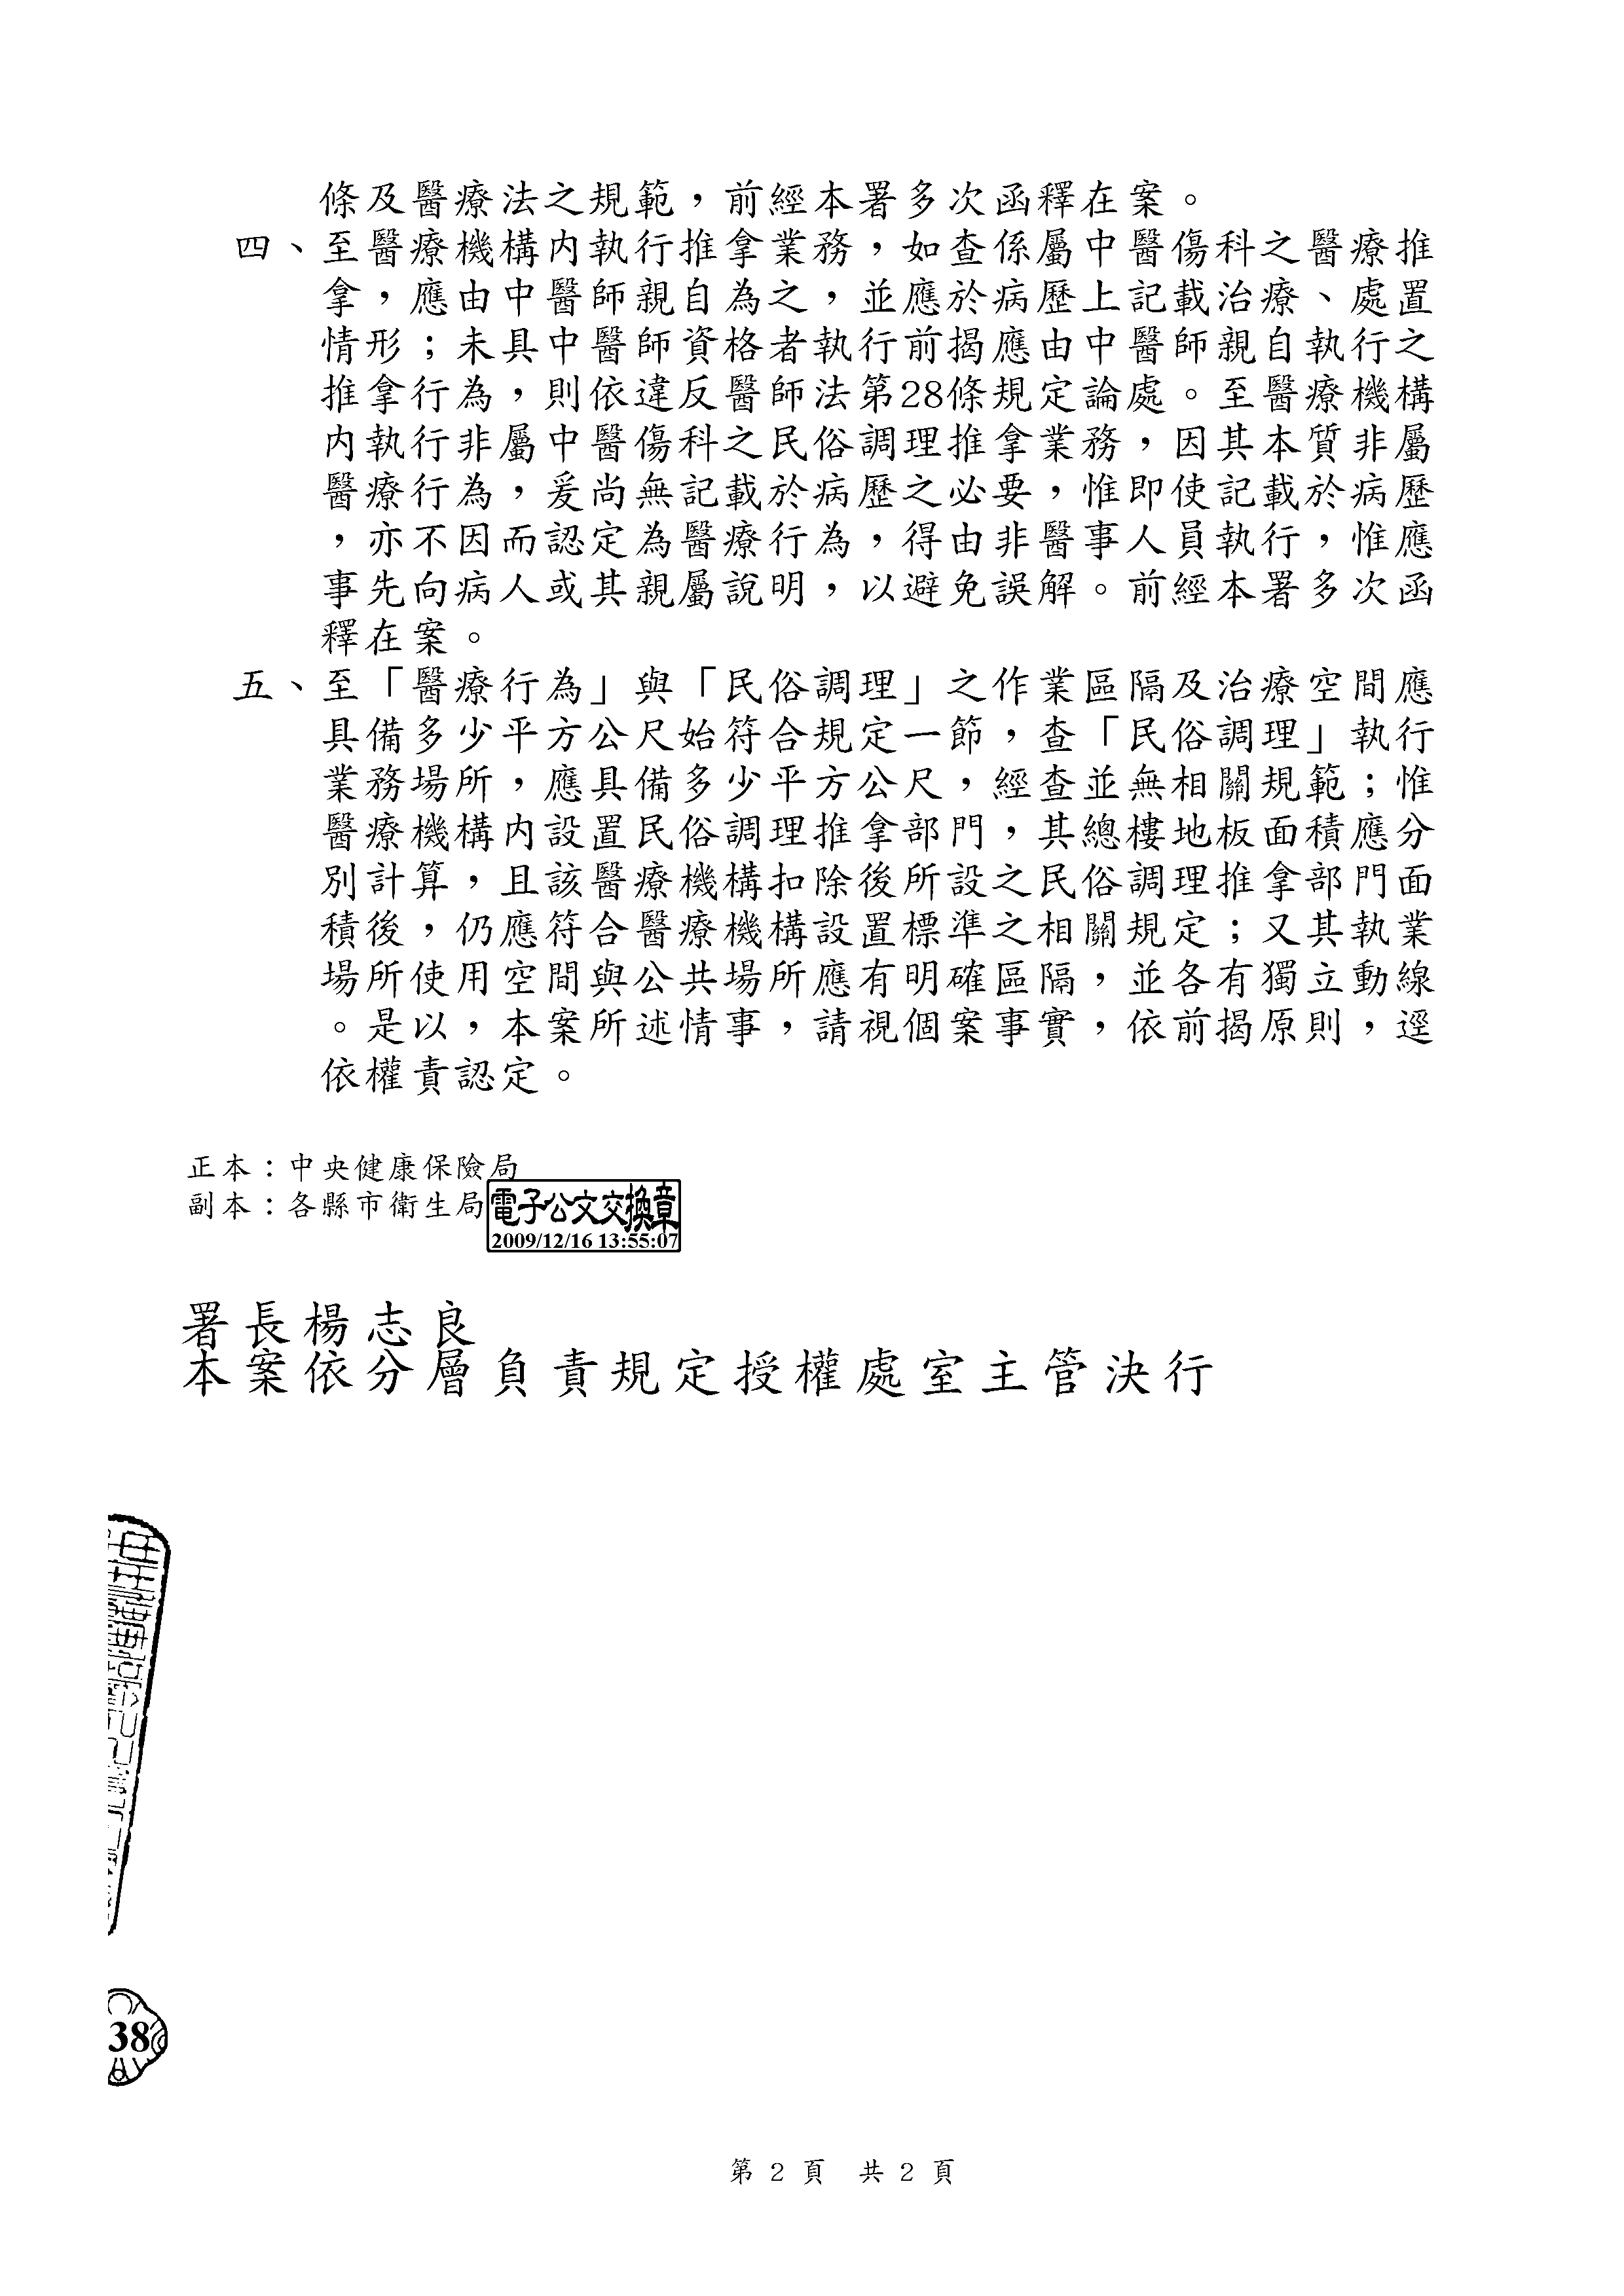 條及醫療法之規範，前經本署多次函釋在案。
四、至醫療機構內執行推拿業務，如查係屬中醫傷科之醫療推
拿，應由中醫師親自為之，並應於病歷上記載治療、處置
情形；未具中醫師資格者執行前揭應由中醫師親自執行之
推拿行為，則依違反醫師法第28條規定論處。至醫療機構
內執行非屬中醫傷科之民俗調理推拿業務，因其本質非屬
醫療行為，爰尚無記載於病歷之必要，惟即使記載於病歷
，亦不因而認定為醫療行為，得由非醫事人員執行，惟應
事先向病人或其親屬說明，以避免誤解。前經本署多次函
釋在案。
五、至「醫療行為」與「民俗調理」之作業區隔及治療空間應
具備多少平方公尺始符合規定一節，查「民俗調理」執行
業務場所，應具備多少平方公尺，經查並無相關規範；惟
醫療機構內設置民俗調理推拿部門，其總樓地板面積應分
別計算，且該醫療機構扣除後所設之民俗調理推拿部門面
積後，仍應符合醫療機構設置標準之相關規定；又其執業
場所使用空間與公共場所應有明確區隔，並各有獨立動線
。是以，本案所述情事，請視個案事實，依前揭原則，逕
依權責認定。
正本：中央健康保險局
副本：各縣市衛生局
電子公文交換章
2009/12/16 13:55:07
署長楊志良
本案依分層負責規定授權處室主管決行
38
第 2 頁 共 2 頁